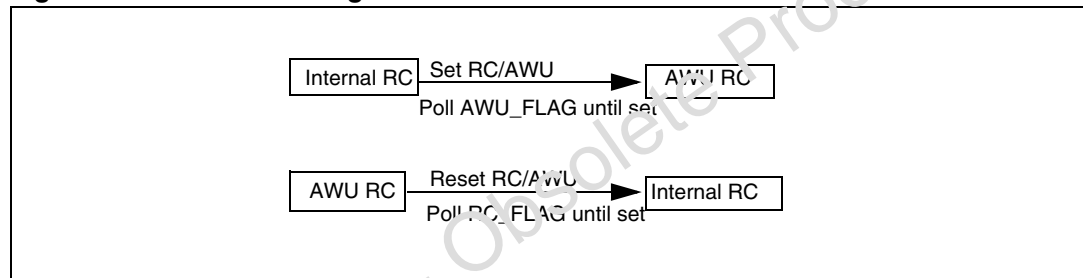 Internal RC
Set RC/AWU
AWU RC
Poll AWU_FLAG until set
AWU RC
Reset RC/AWU
Internal RC
Poll RC_FLAG until set
Obsolete